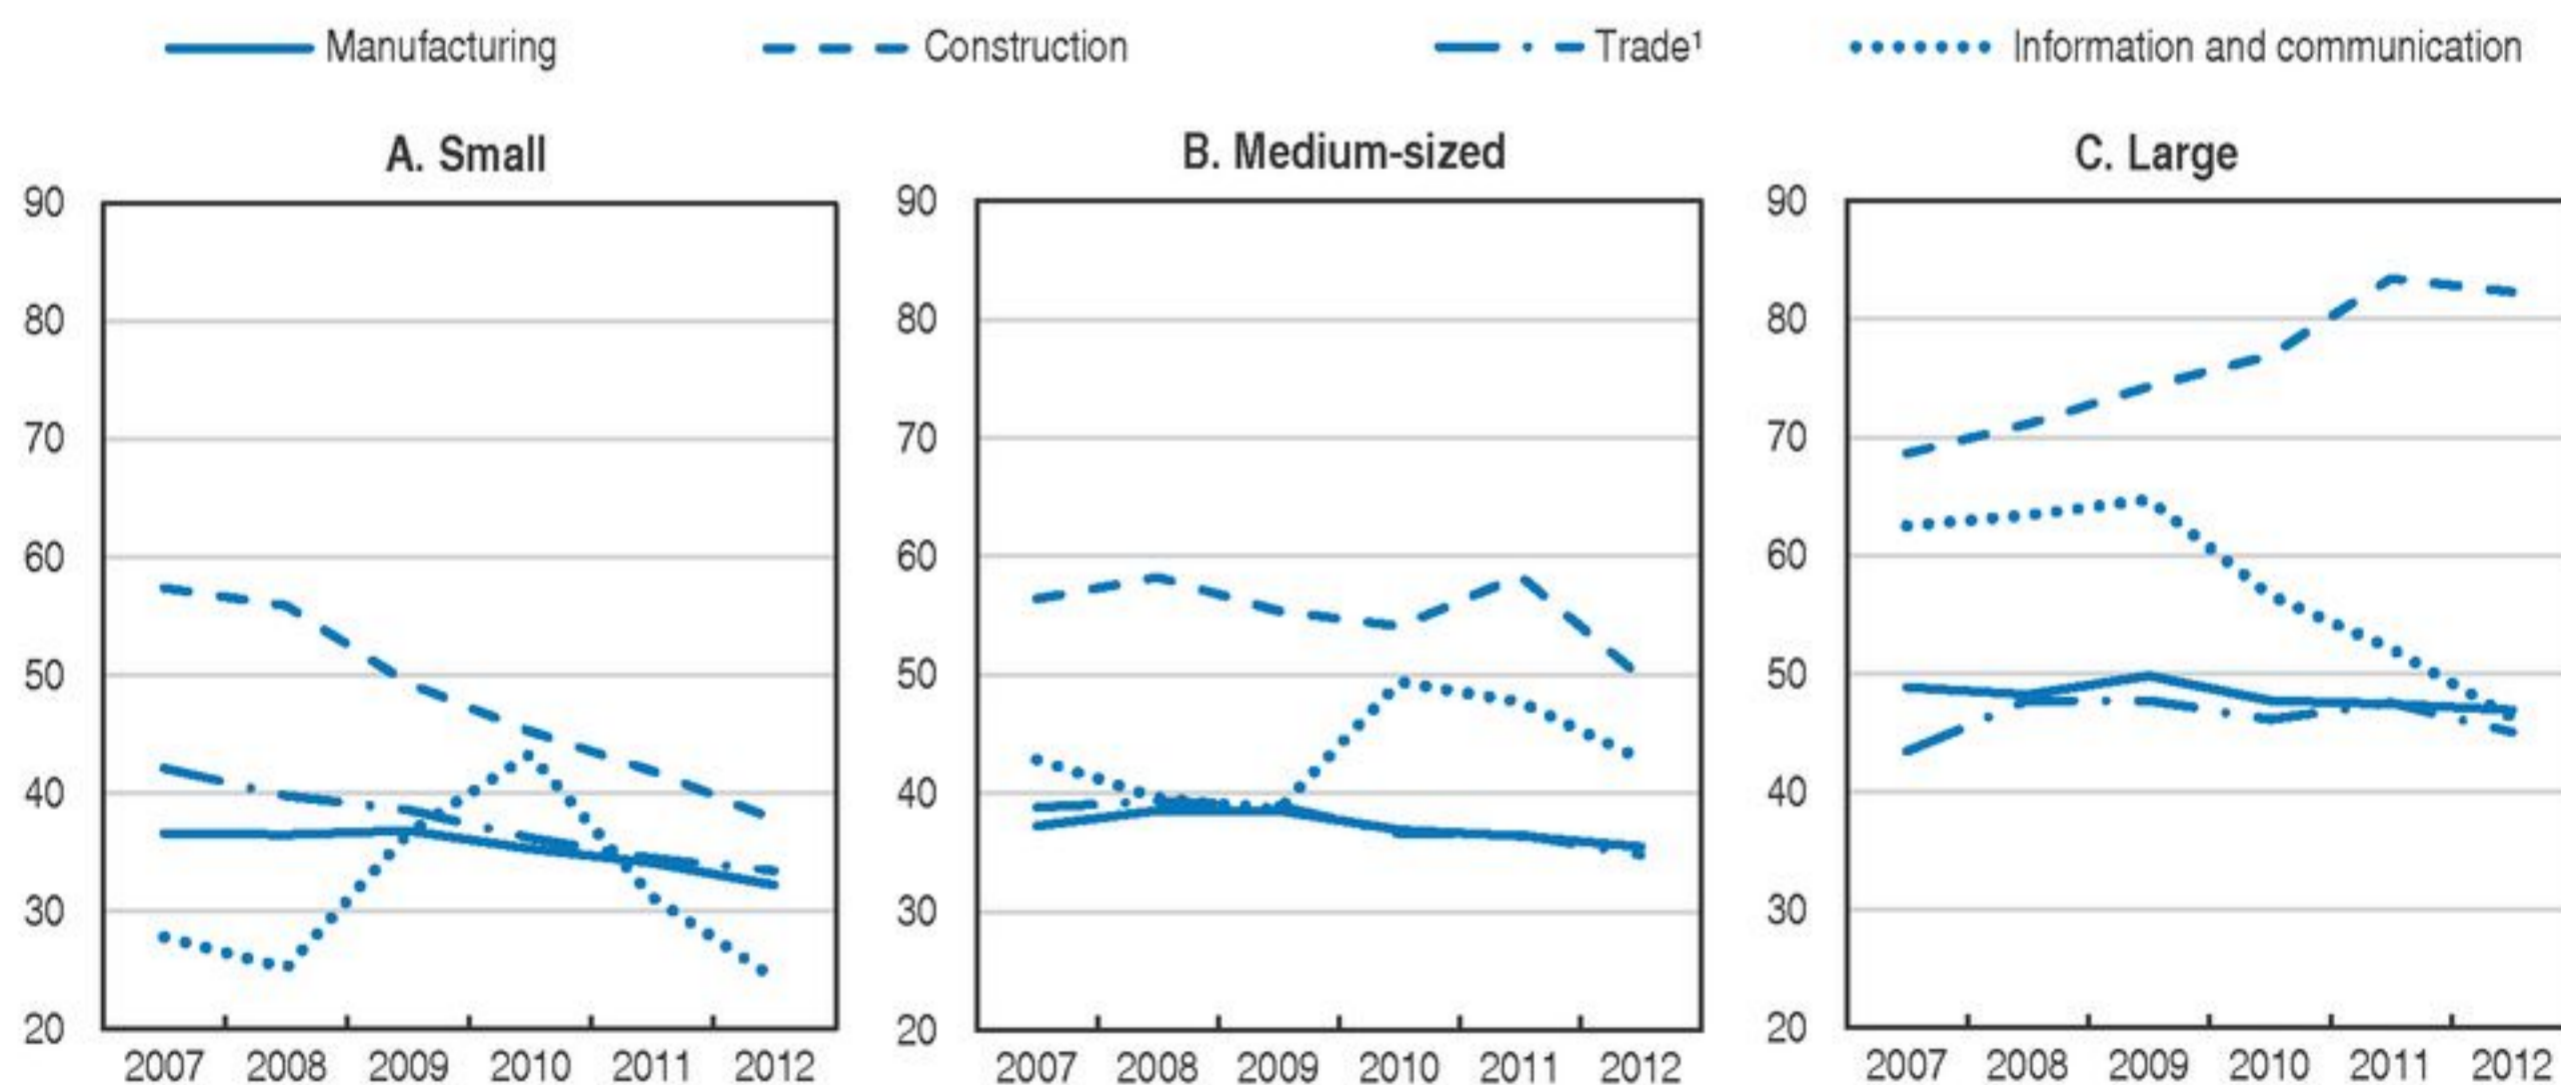 Manufacturing Construction Trade¹ Information and communication
A. Small B. Medium-sized C. Large
90 90 90
80 80 80
70 70 70
60 60 60
50 50 50
40 40 40
30 30 30
20 20 20
2007 2008 2009 2010 2011 2012 2007 2008 2009 2010 2011 2012 2007 2008 2009 2010 2011 2012